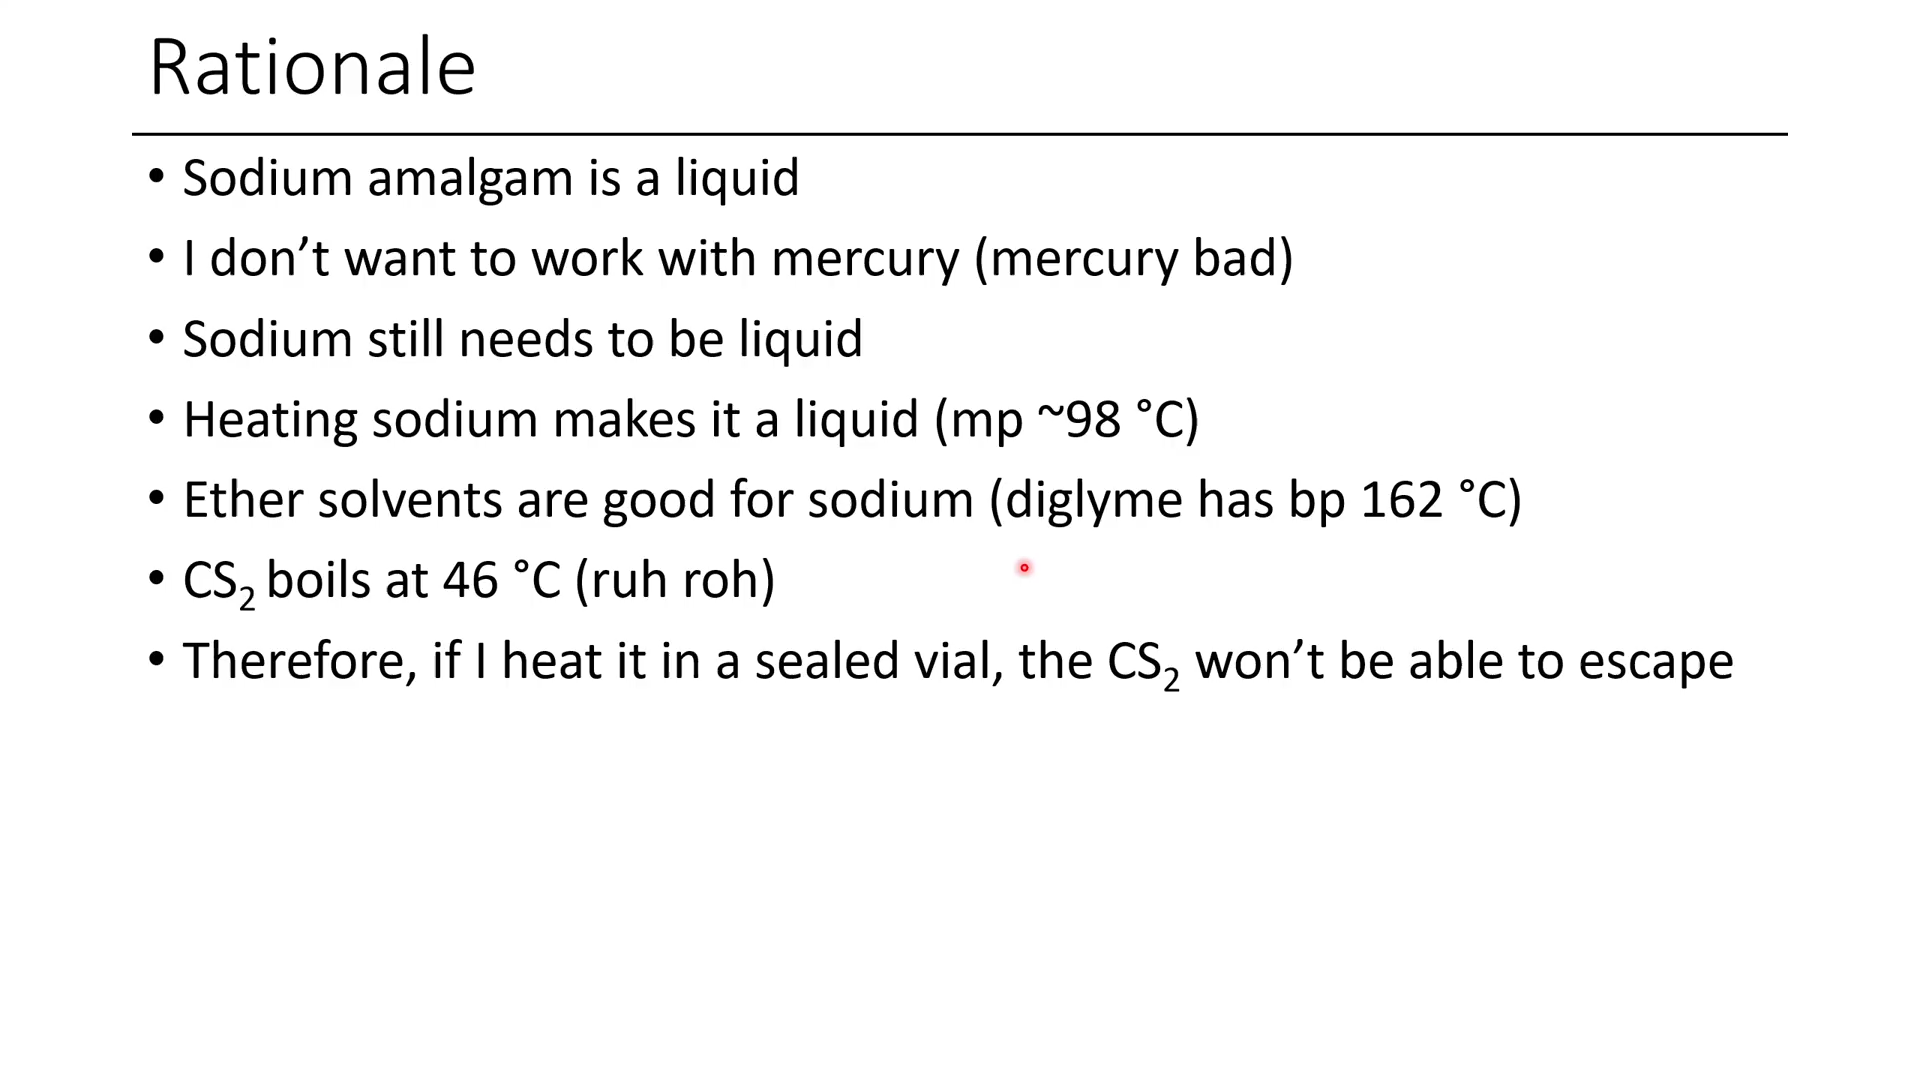 Rationale
• Sodium amalgam is a liquid
• I don’t want to work with mercury (mercury bad)
• Sodium still needs to be liquid
• Heating sodium makes it a liquid (mp ~98 °C)
• Ether solvents are good for sodium (diglyme has bp 162 °C)
• CS₂ boils at 46 °C (ruh roh)
• Therefore, if I heat it in a sealed vial, the CS₂ won’t be able to escape